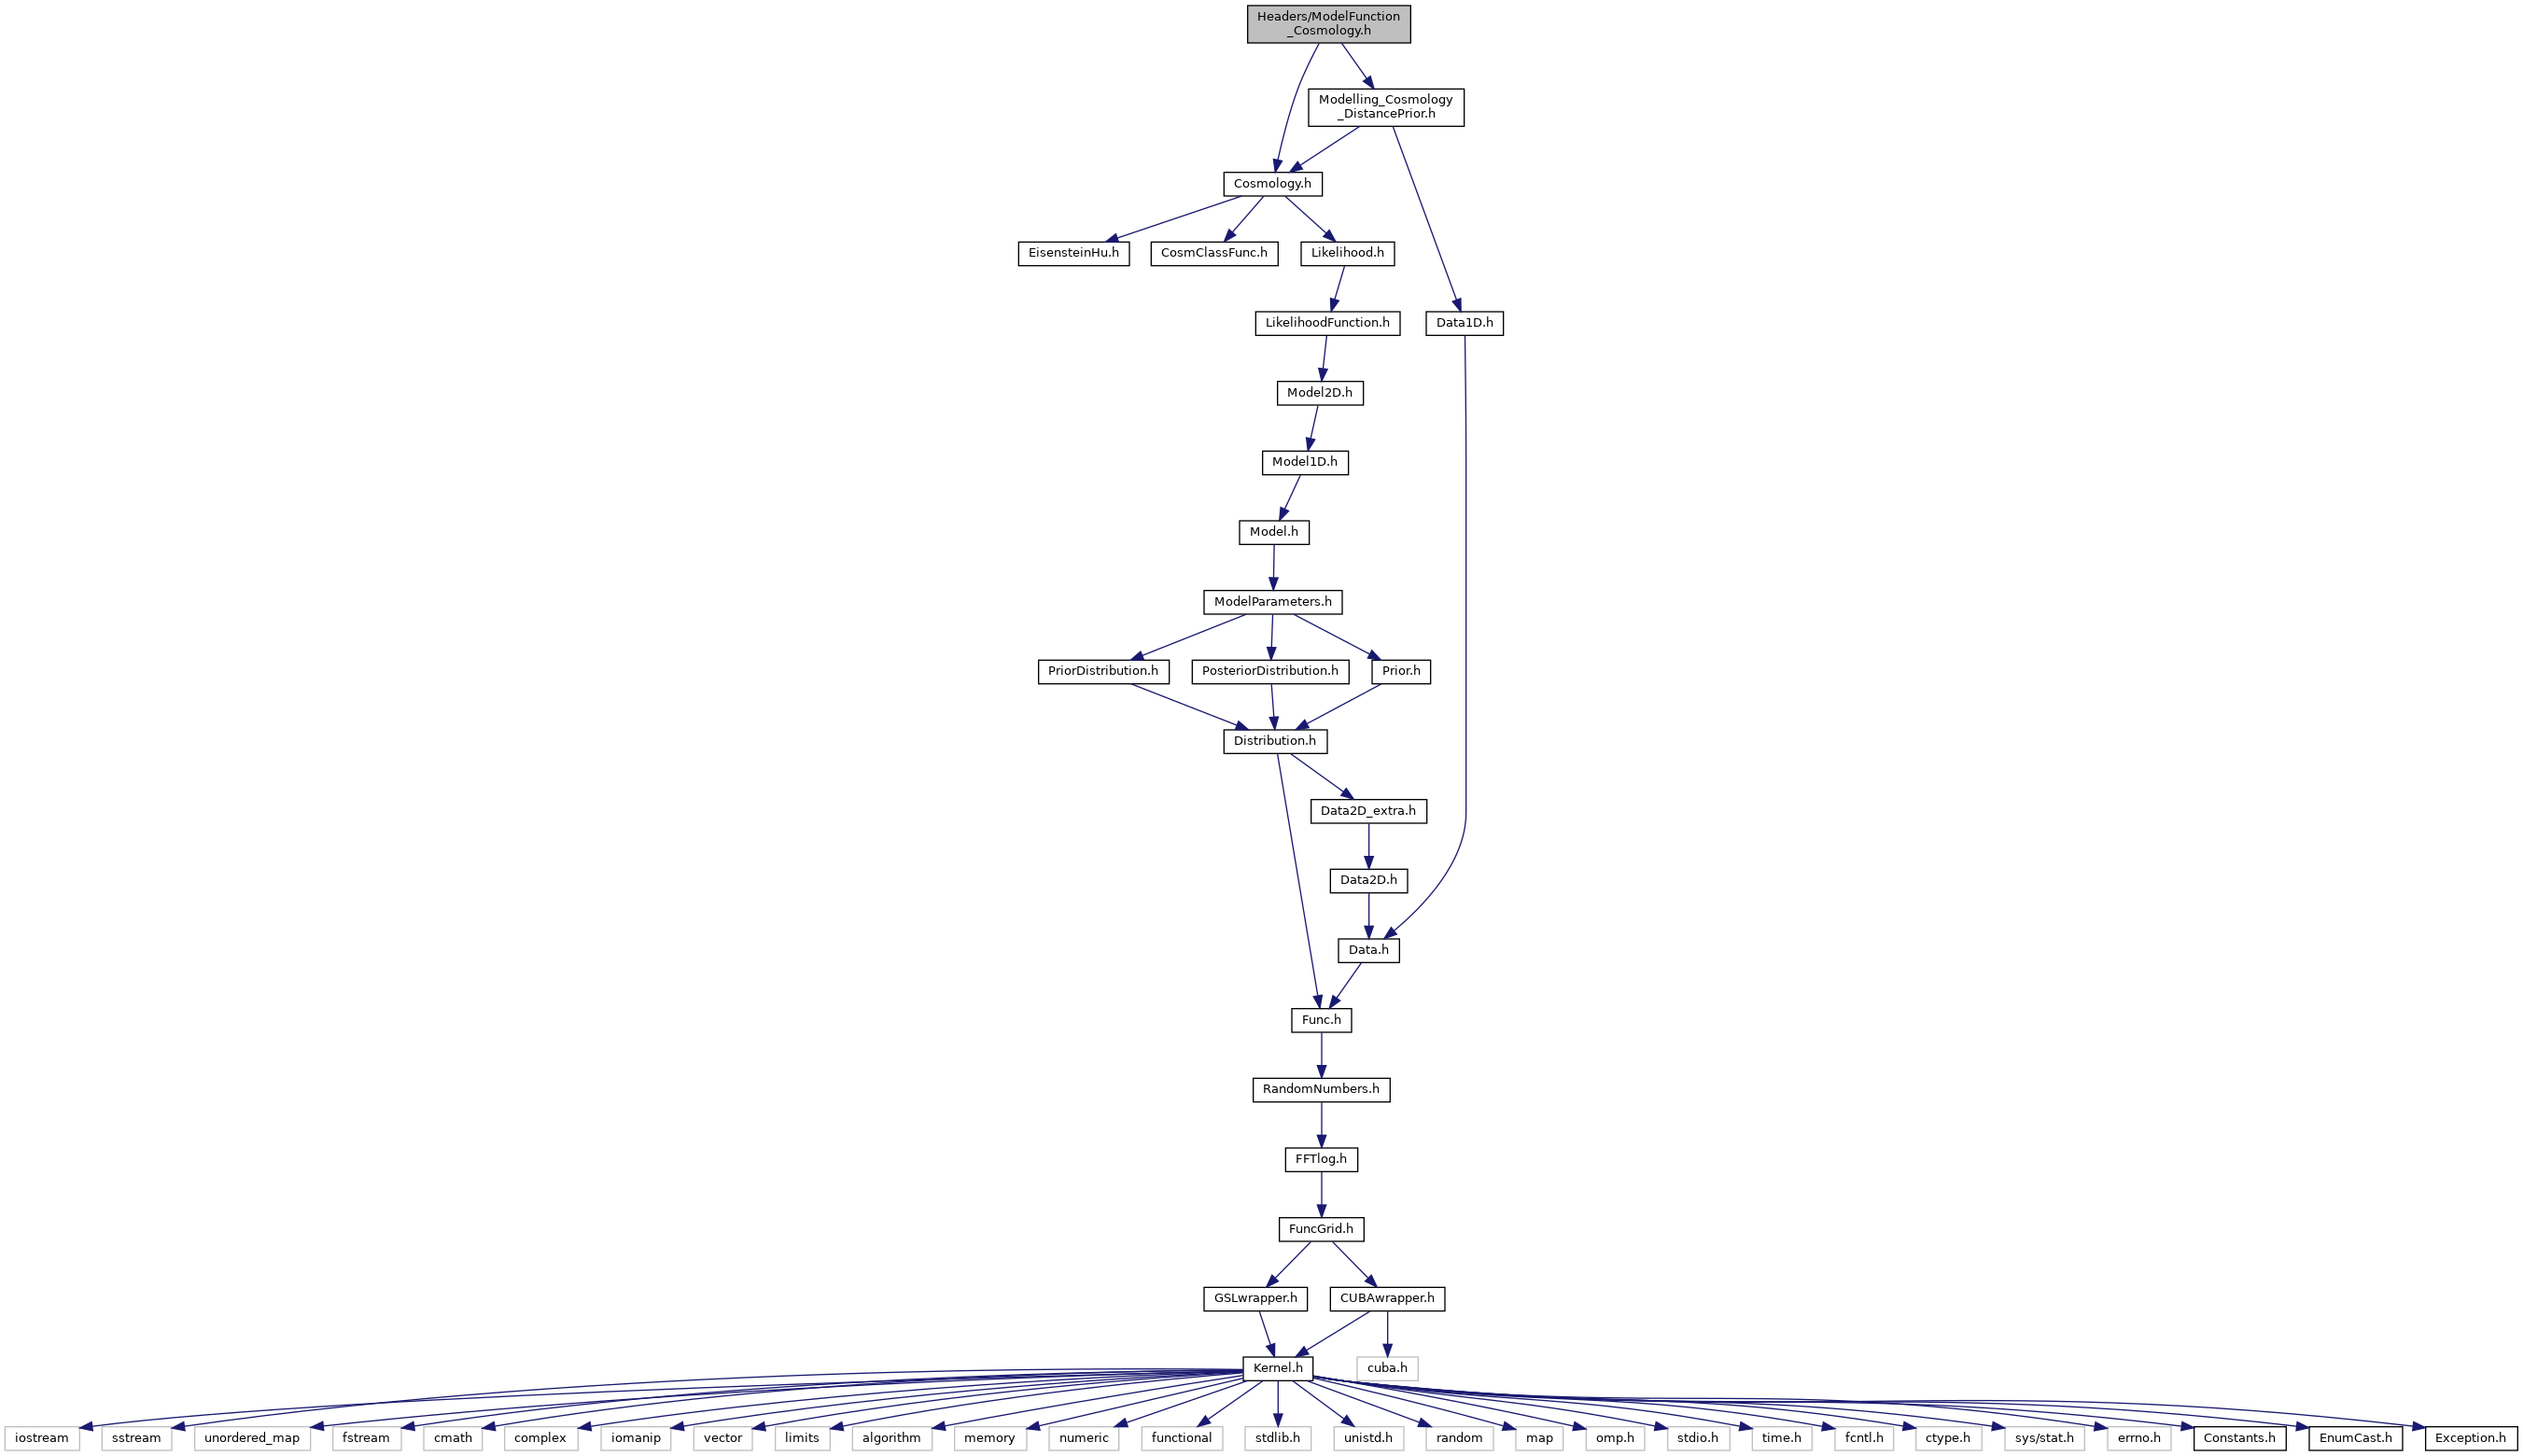 Headers/ModelFunction
_Cosmology.h
Modelling_Cosmology
_DistancePrior.h
Cosmology.h
EisensteinHu.h
CosmClassFunc.h
Likelihood.h
LikelihoodFunction.h
Data1D.h
Model2D.h
Model1D.h
Model.h
ModelParameters.h
PriorDistribution.h
PosteriorDistribution.h
Prior.h
Distribution.h
Data2D_extra.h
Data2D.h
Data.h
Func.h
RandomNumbers.h
FFTlog.h
FuncGrid.h
GSLwrapper.h
CUBAwrapper.h
Kernel.h
cuba.h
iostream
sstream
unordered_map
fstream
cmath
complex
iomanip
vector
limits
algorithm
memory
numeric
functional
stdlib.h
unistd.h
random
map
omp.h
stdio.h
time.h
fcntl.h
ctype.h
sys/stat.h
errno.h
Constants.h
EnumCast.h
Exception.h